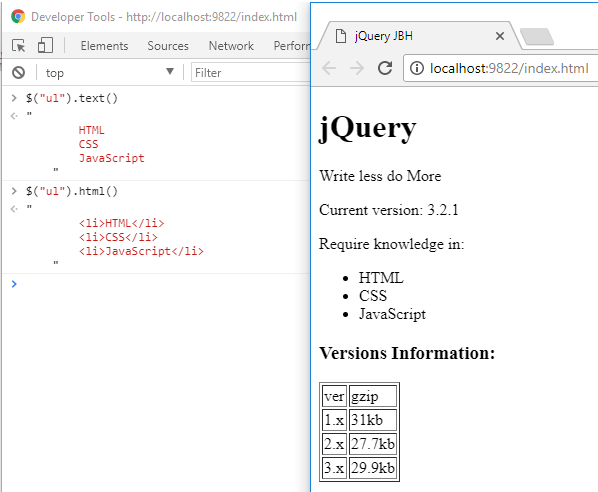 Developer Tools - http://localhost:9822/index.html
Elements Sources Network Perform
top ▼ Filter
> $("ul").text()
"
HTML
CSS
JavaScript
"
> $("ul").html()
"
<li>HTML</li>
<li>CSS</li>
<li>JavaScript</li>
"
>
jQuery JBH
localhost:9822/index.html
jQuery
Write less do More
Current version: 3.2.1
Require knowledge in:
• HTML
• CSS
• JavaScript
Versions Information:
ver gzip
1.x 31kb
2.x 27.7kb
3.x 29.9kb